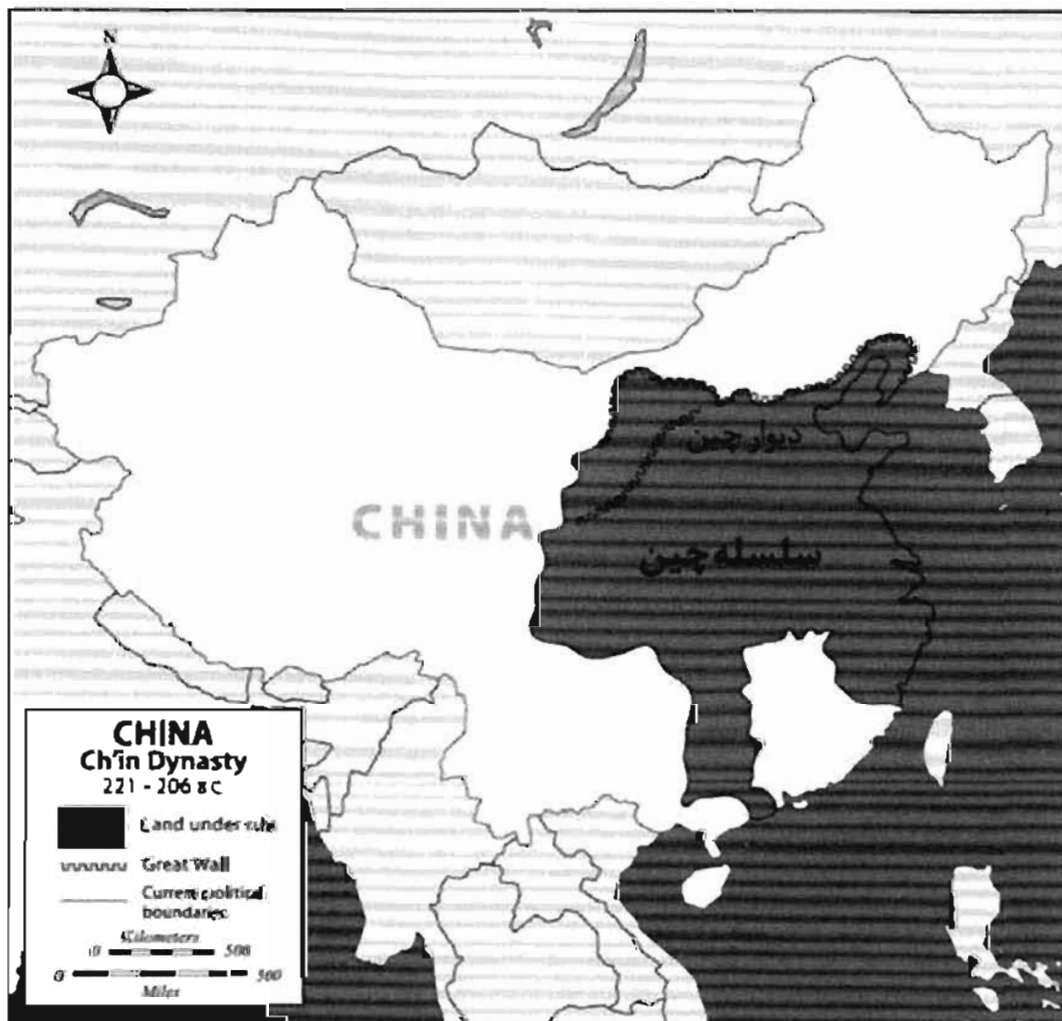 N
دیوار چین
CHINA
سلسله چین
CHINA
Ch'in Dynasty
221 - 206 BC
Land under rule
Great Wall
Current political
boundaries
Kilometers
0 500
0 500
Miles